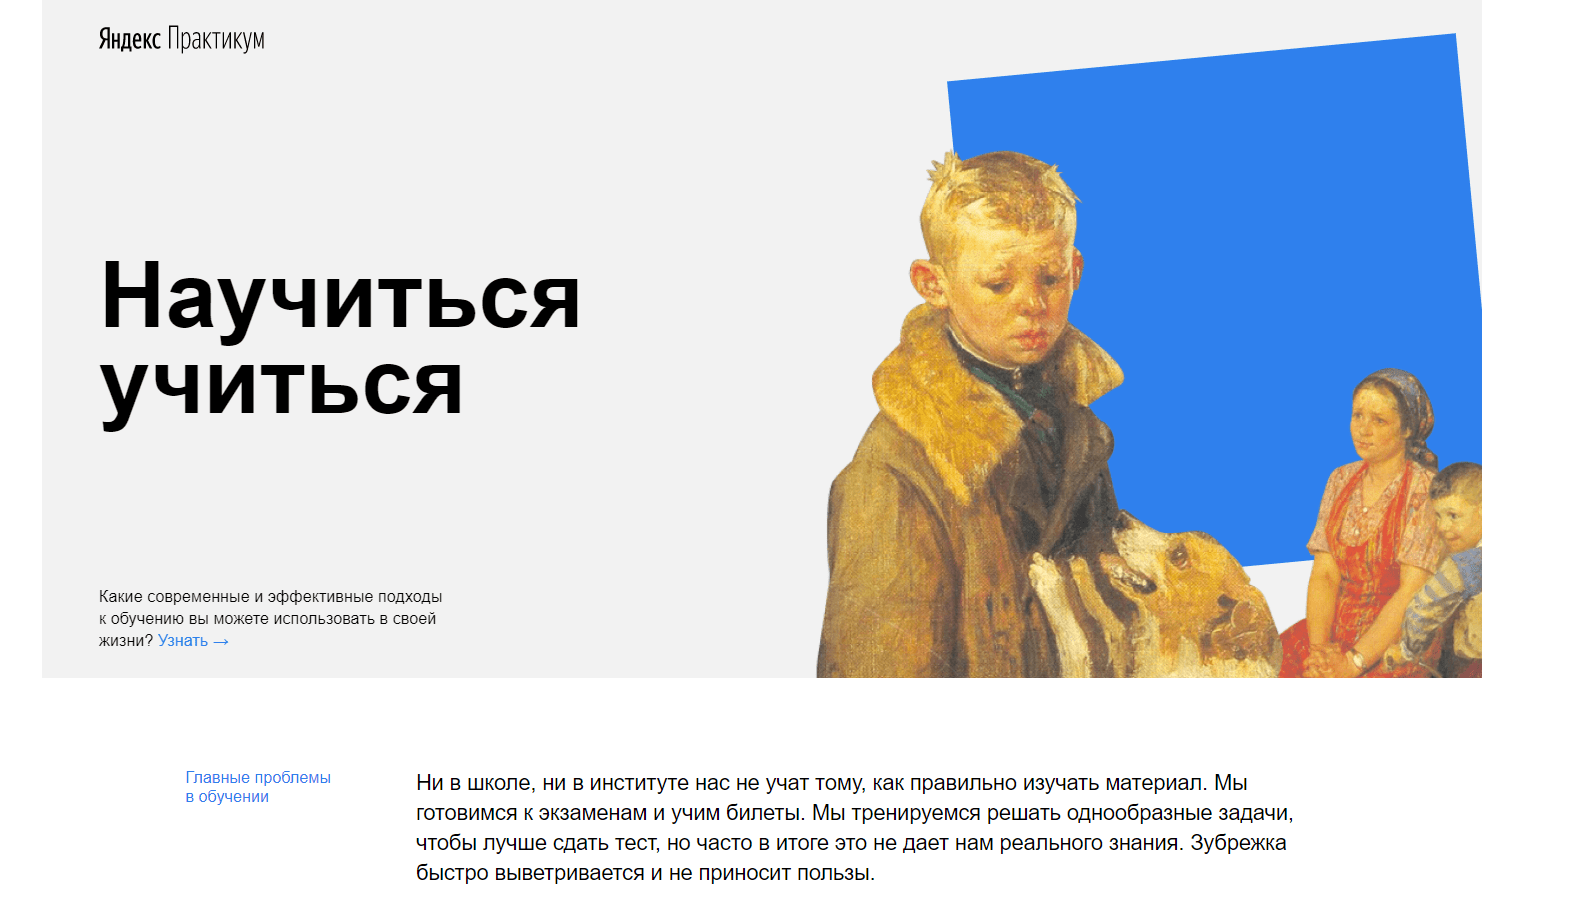 Яндекс Практикум
Научиться
учиться
Какие современные и эффективные подходы
к обучению вы можете использовать в своей
жизни? Узнать →
Главные проблемы
в обучении
Ни в школе, ни в институте нас не учат тому, как правильно изучать материал. Мы
готовимся к экзаменам и учим билеты. Мы тренируемся решать однообразные задачи,
чтобы лучше сдать тест, но часто в итоге это не дает нам реального знания. Зубрежка
быстро выветривается и не приносит пользы.